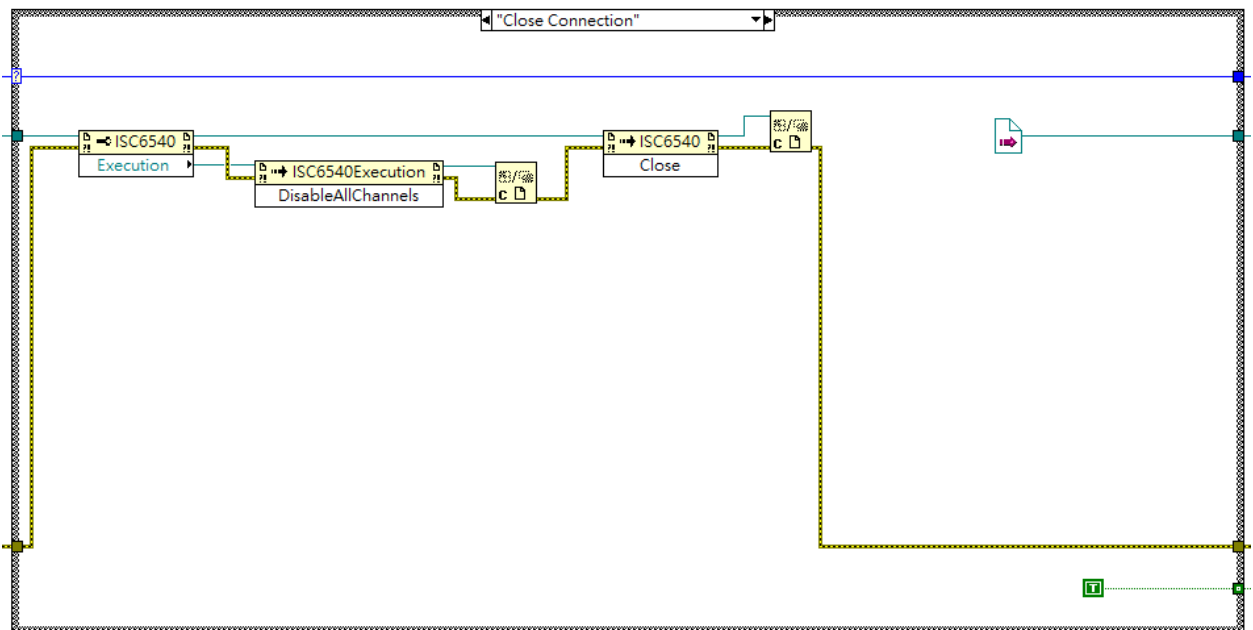 "Close Connection"
?
ISC6540
Execution
ISC6540Execution
DisableAllChannels
C
ISC6540
Close
C
T